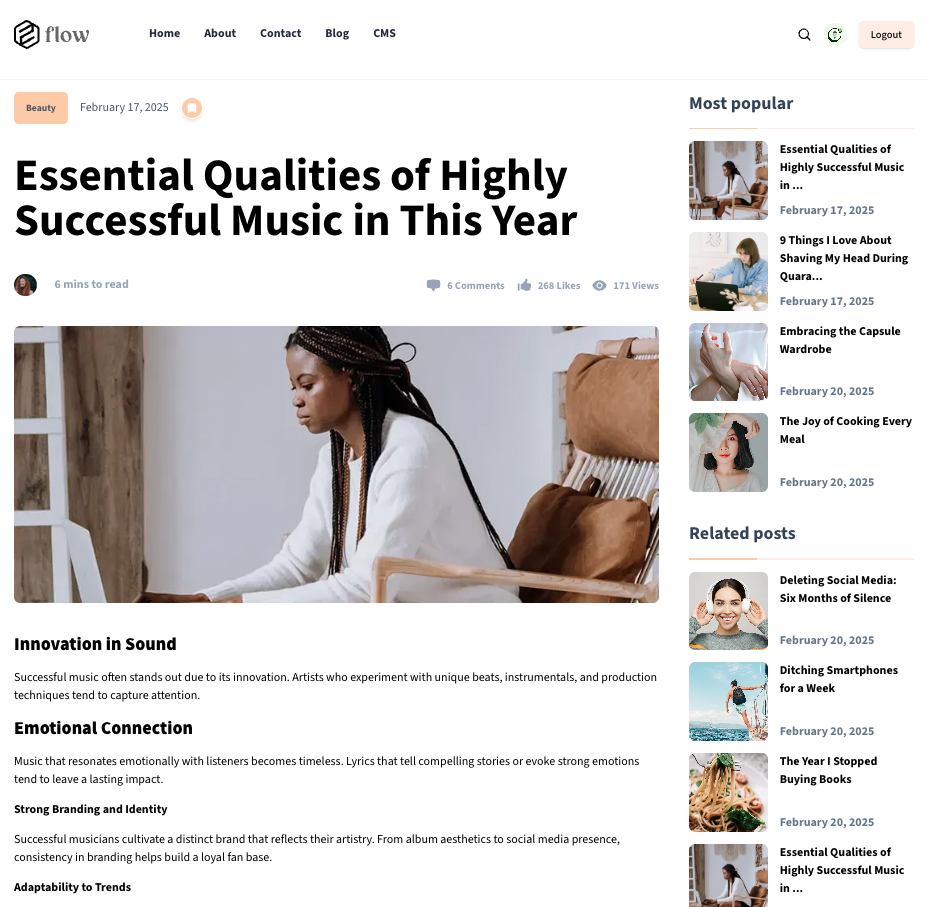 flow
Home About Contact Blog CMS
Logout
Beauty
February 17, 2025
Essential Qualities of Highly
Successful Music in This Year
6 mins to read
6 Comments
268 Likes
171 Views
Innovation in Sound
Successful music often stands out due to its innovation. Artists who experiment with unique beats, instrumentals, and production
techniques tend to capture attention.
Emotional Connection
Music that resonates emotionally with listeners becomes timeless. Lyrics that tell compelling stories or evoke strong emotions
tend to leave a lasting impact.
Strong Branding and Identity
Successful musicians cultivate a distinct brand that reflects their artistry. From album aesthetics to social media presence,
consistency in branding helps build a loyal fan base.
Adaptability to Trends
Most popular
Essential Qualities of
Highly Successful Music
in ...
February 17, 2025
9 Things I Love About
Shaving My Head During
Quara...
February 17, 2025
Embracing the Capsule
Wardrobe
February 20, 2025
The Joy of Cooking Every
Meal
February 20, 2025
Related posts
Deleting Social Media:
Six Months of Silence
February 20, 2025
Ditching Smartphones
for a Week
February 20, 2025
The Year I Stopped
Buying Books
February 20, 2025
Essential Qualities of
Highly Successful Music
in ...